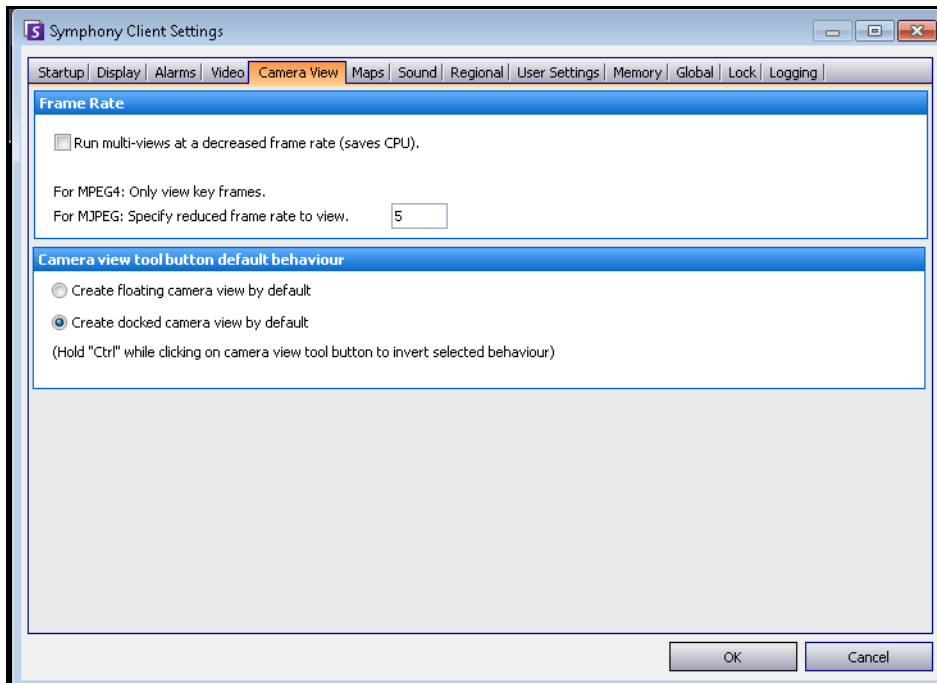 Symphony Client Settings
Startup Display Alarms Video Camera View Maps Sound Regional User Settings Memory Global Lock Logging
Frame Rate
Run multi-views at a decreased frame rate (saves CPU).
For MPEG4: Only view key frames.
For MJPEG: Specify reduced frame rate to view. 5
Camera view tool button default behaviour
Create floating camera view by default
Create docked camera view by default
(Hold "Ctrl" while clicking on camera view tool button to invert selected behaviour)
OK Cancel